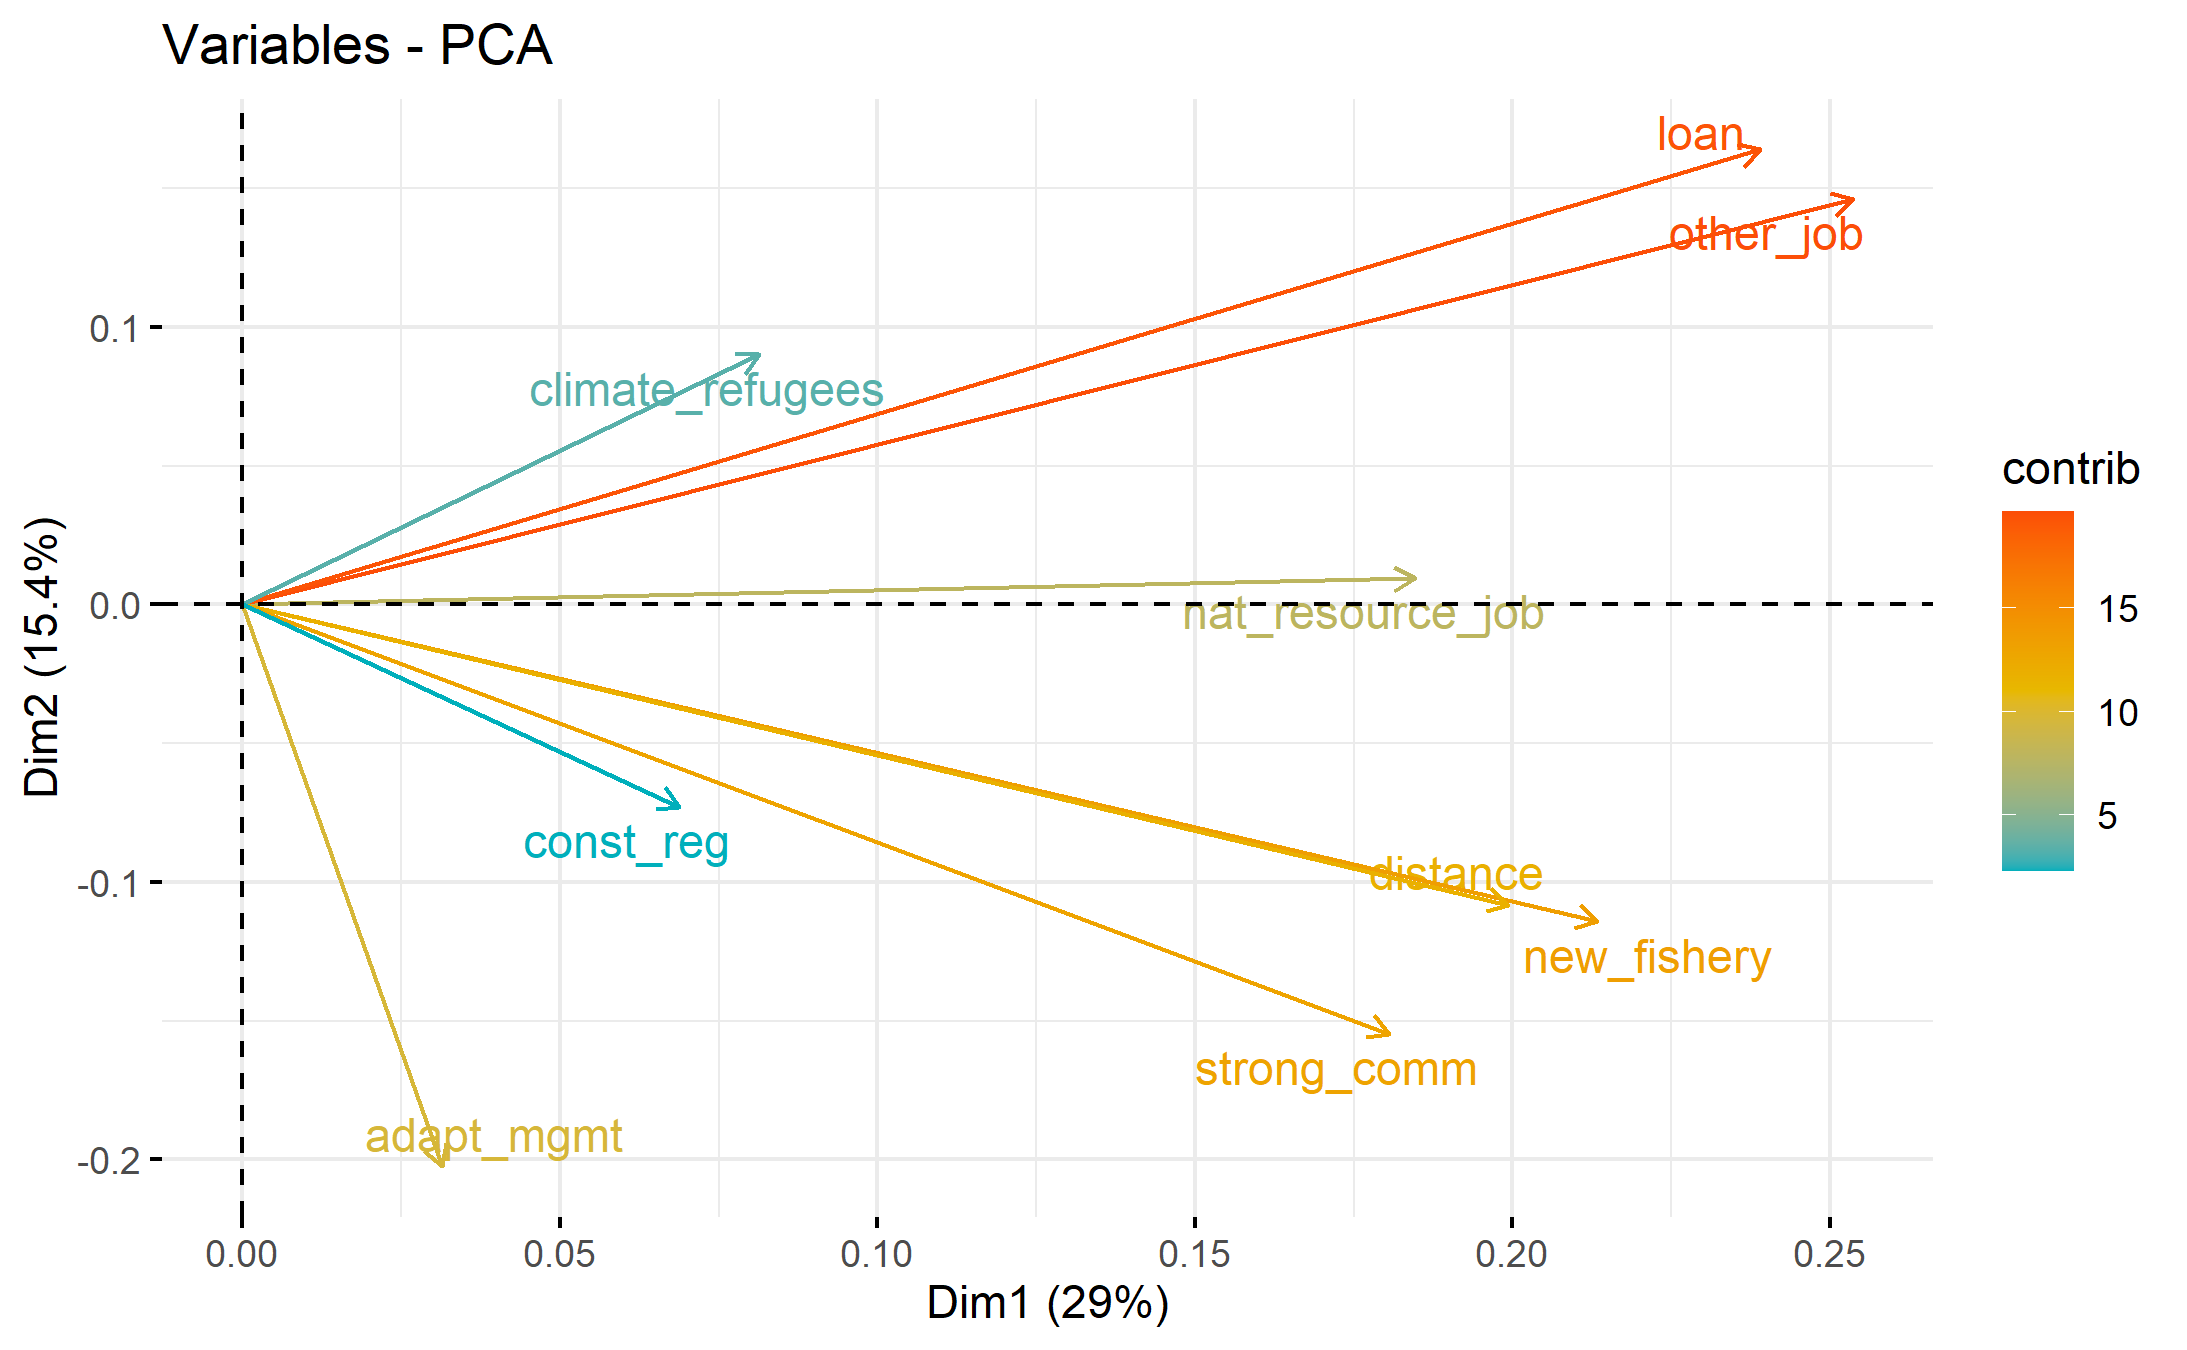 Variables - PCA
loan
other_job
climate_refugees
nat_resource_job
const_reg
distance
new_fishery
strong_comm
adapt_mgmt
0.1
0.0
-0.1
-0.2
Dim2 (15.4%)
0.00 0.05 0.10 0.15 0.20 0.25
Dim1 (29%)
contrib
15
10
5